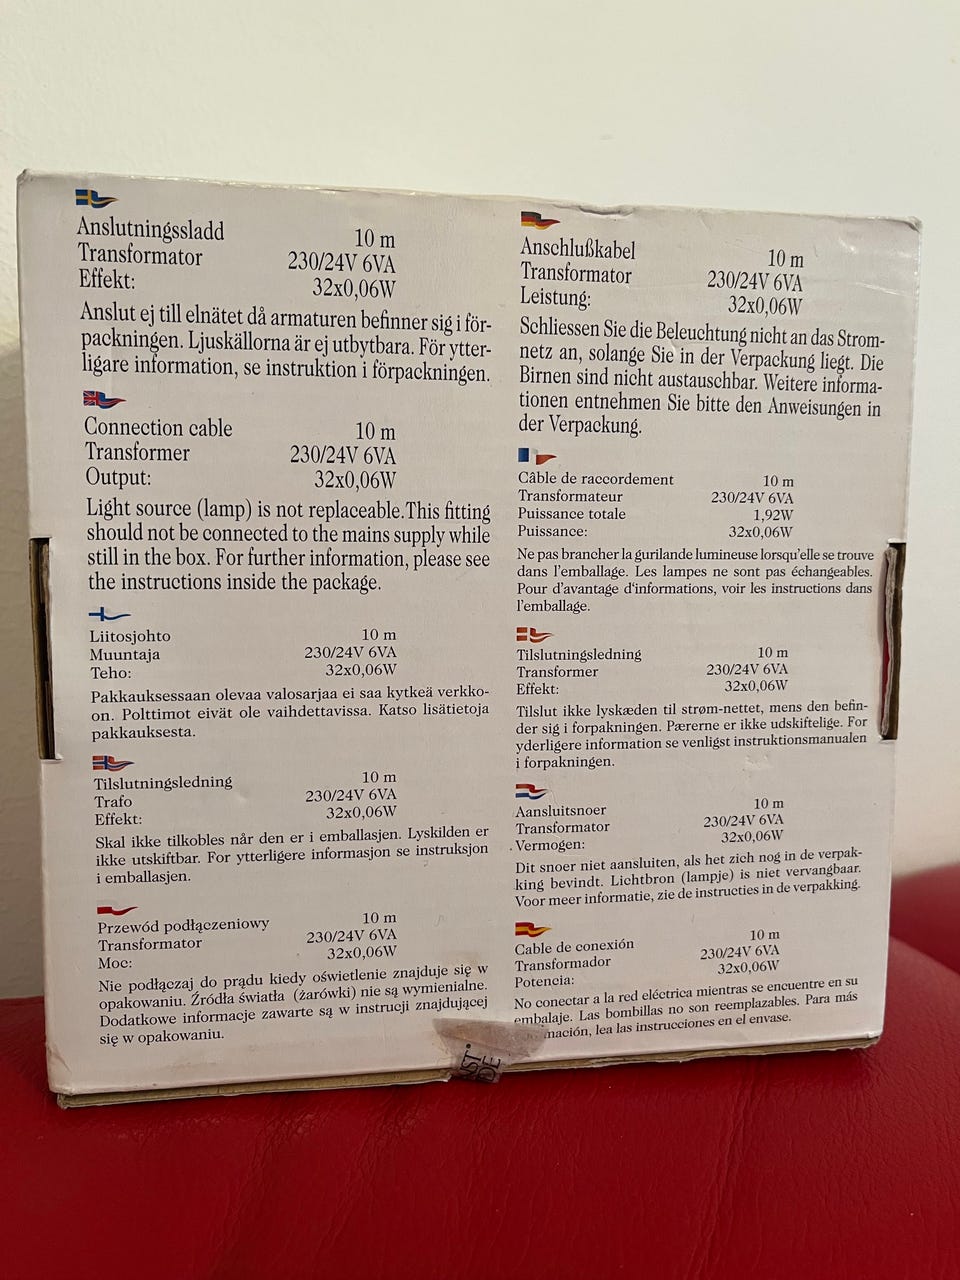 Anslutningssladd 10 m
Transformator 230/24V 6VA
Effekt: 32x0,06W
Anslut ej till elnätet då armaturen befinner sig i för-
packningen. Ljuskällorna är ej utbytbara. För ytter-
ligare information, se instruktion i förpackningen.
Connection cable 10 m
Transformer 230/24V 6VA
Output: 32x0,06W
Light source (lamp) is not replaceable.This fitting
should not be connected to the mains supply while
still in the box. For further information, please see
the instructions inside the package.
Liitosjohto 10 m
Muuntaja 230/24V 6VA
Teho: 32x0,06W
Pakkauksessaan olevaa valosarjaa ei saa kytkeä verkko-
on. Polttimot eivät ole vaihdettavissa. Katso lisätietoja
pakkauksesta.
Tilslutningsledning 10 m
Trafo 230/24V 6VA
Effekt: 32x0,06W
Skal ikke tilkobles når den er i emballasjen. Lyskilden er
ikke utskiftbar. For ytterligere informasjon se instruksjon
i emballasjen.
Przewód podłączeniowy 10 m
Transformator 230/24V 6VA
Moc: 32x0,06W
Nie podłączaj do prądu kiedy oświetlenie znajduje się w
opakowaniu. Źródła światła (żarówki) nie są wymienialne.
Dodatkowe informacje zawarte są w instrucji znajdującej
się w opakowaniu.
Anschlußkabel 10 m
Transformator 230/24V 6VA
Leistung: 32x0,06W
Schliessen Sie die Beleuchtung nicht an das Strom-
netz an, solange Sie in der Verpackung liegt. Die
Birnen sind nicht austauschbar. Weitere informa-
tionen entnehmen Sie bitte den Anweisungen in
der Verpackung.
Câble de raccordement 10 m
Transformateur 230/24V 6VA
Puissance totale 1,92W
Puissance: 32x0,06W
Ne pas brancher la gurilande lumineuse lorsqu'elle se trouve
dans l'emballage. Les lampes ne sont pas échangeables.
Pour d'avantage d'informations, voir les instructions dans
l'emballage.
Tilslutningsledning 10 m
Transformer 230/24V 6VA
Effekt: 32x0,06W
Tilslut ikke lyskæden til strøm-nettet, mens den befin-
der sig i forpakningen. Pærerne er ikke udskiftelige. For
yderligere information se venligst instruktionsmanualen
i forpakningen.
Aansluitsnoer 10 m
Transformator 230/24V 6VA
Vermogen: 32x0,06W
Dit snoer niet aansluiten, als het zich nog in de verpak-
king bevindt. Lichtbron (lampje) is niet vervangbaar.
Voor meer informatie, zie de instructies in de verpakking.
Cable de conexión 10 m
Transformador 230/24V 6VA
Potencia: 32x0,06W
No conectar a la red eléctrica mientras se encuentre en su
embalaje. Las bombillas no son reemplazables. Para más
mación, lea las instrucciones en el envase.